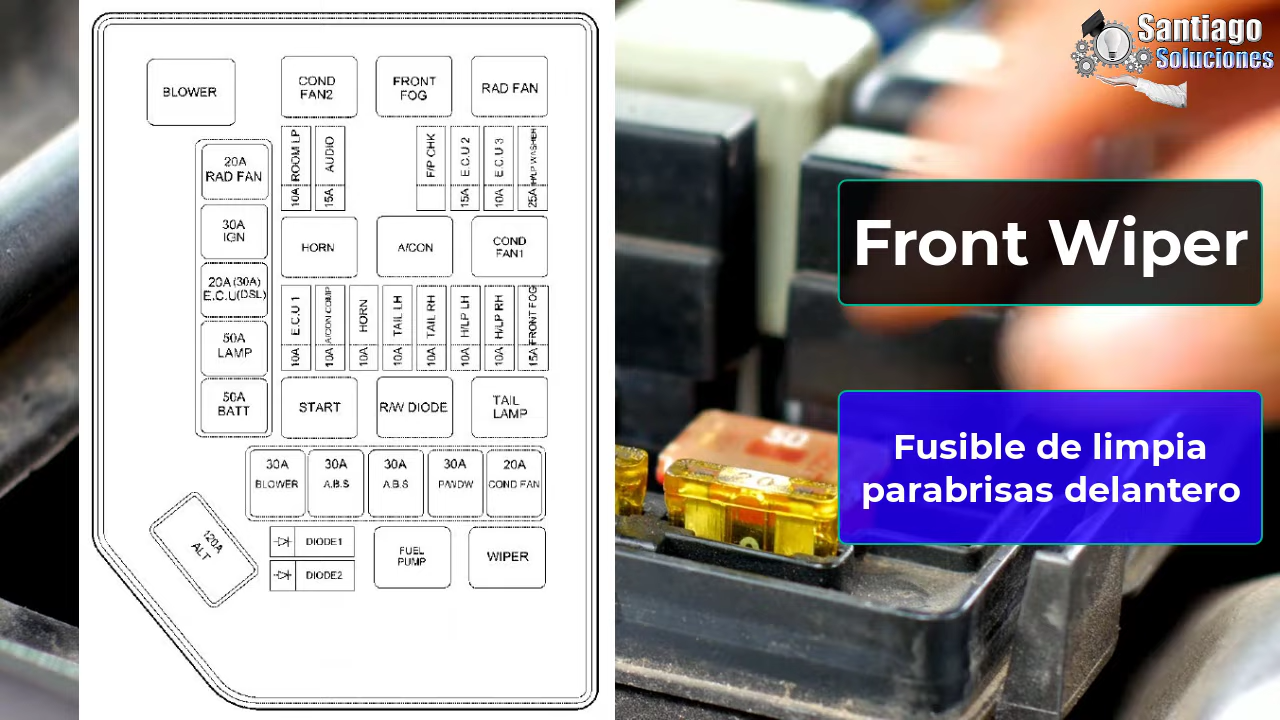 BLOWER
COND
FAN2
FRONT
FOG
RAD FAN
20A
RAD FAN
30A
IGN
20A(30A)
E.C.U(DSL)
50A
LAMP
50A
BATT
10A ROOM LP
15A AUDIO
F/P CHK
15A E.C.U 2
10A E.C.U 3
25A H/LP WASHER
HORN
A/CON
COND
FAN1
10A E.C.U 1
10A A/CON COMP
10A HORN
10A TAIL LH
10A TAIL RH
10A H/LP LH
10A H/LP RH
15A FRONT FOG
START
R/W DIODE
TAIL
LAMP
30A
BLOWER
30A
A.B.S
30A
A.B.S
30A
P/WDW
20A
COND FAN
120A
ALT
DIODE1
DIODE2
FUEL
PUMP
WIPER
Santiago
Soluciones
Front Wiper
Fusible de limpia
parabrisas delantero
20